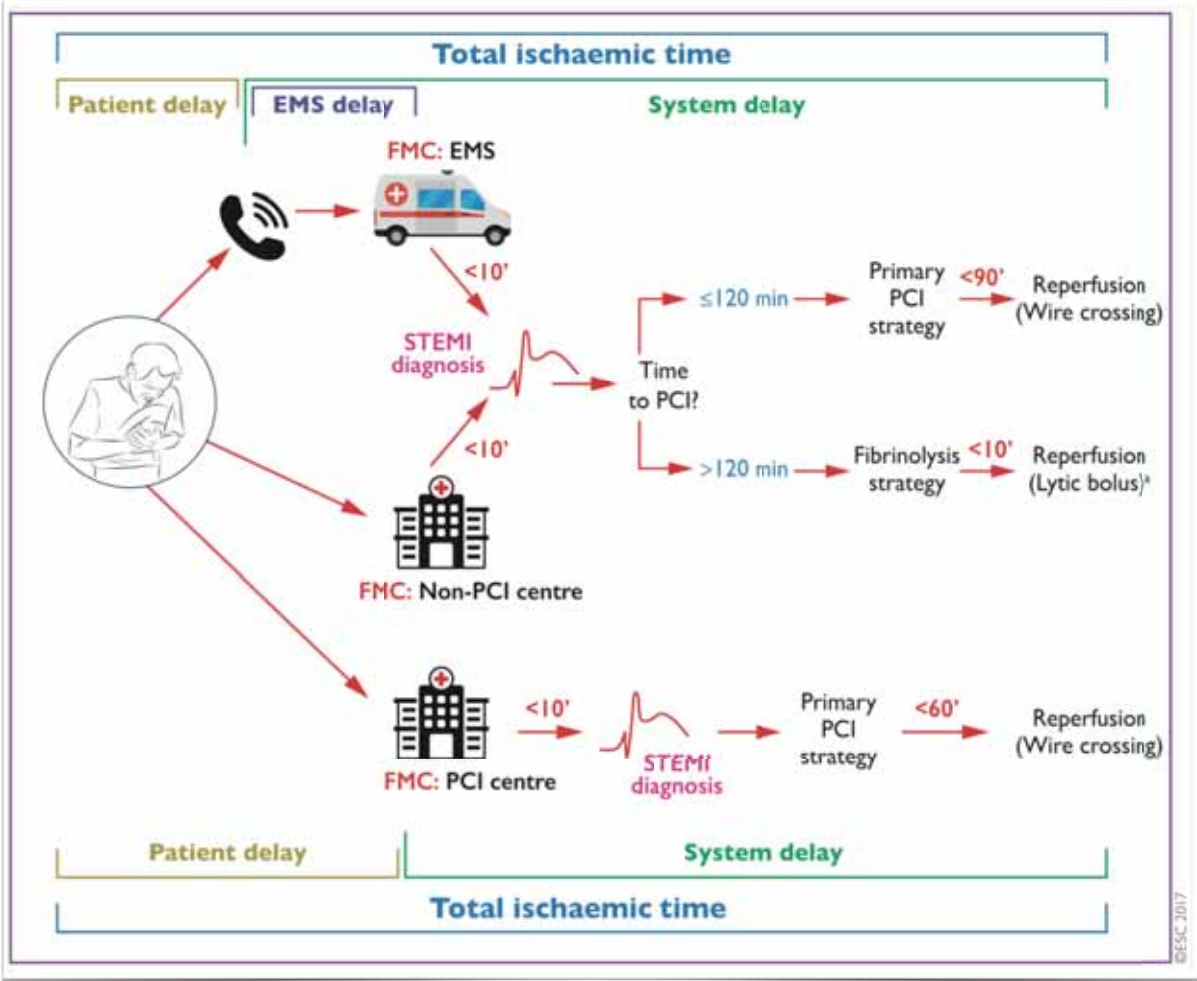 Total ischaemic time
Patient delay
EMS delay
System delay
FMC: EMS
<10'
STEMI
diagnosis
<10'
FMC: Non-PCI centre
Time
to PCI?
≤120 min
Primary
PCI
strategy
<90'
Reperfusion
(Wire crossing)
>120 min
Fibrinolysis
strategy
<10'
Reperfusion
(Lytic bolus)ª
FMC: PCI centre
<10'
STEMI
diagnosis
Primary
PCI
strategy
<60'
Reperfusion
(Wire crossing)
Patient delay
System delay
Total ischaemic time
©ESC 2017